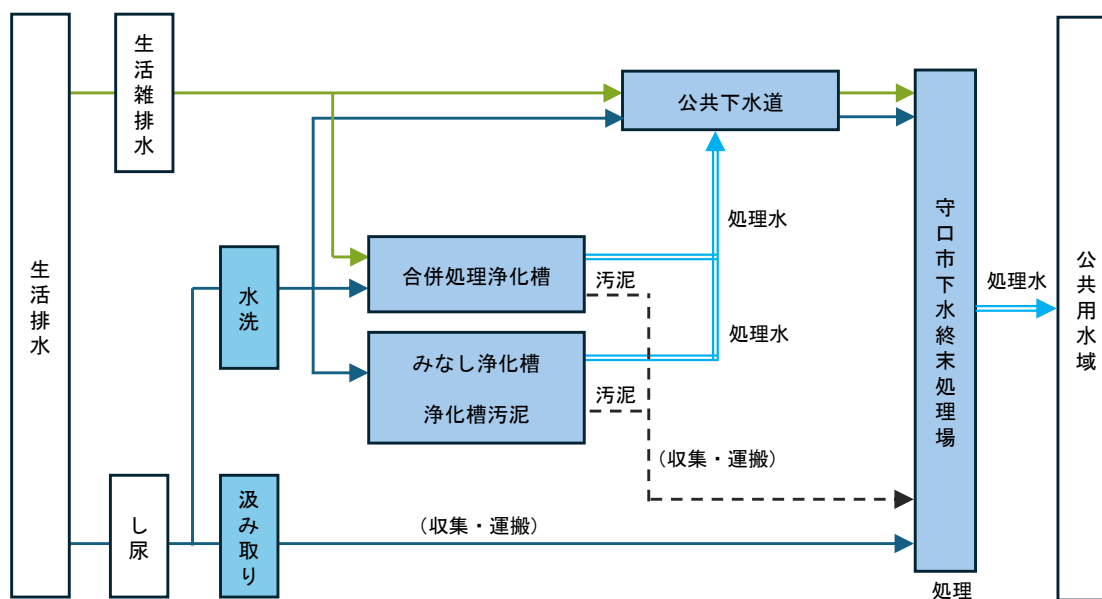 生活排水
生活雑排水
公共下水道
処理水
合併処理浄化槽
汚泥
水洗
処理水
みなし浄化槽
浄化槽汚泥
汚泥
(収集・運搬)
し尿
汲み取り
(収集・運搬)
守口市下水終末処理場
処理
処理水
公共用水域